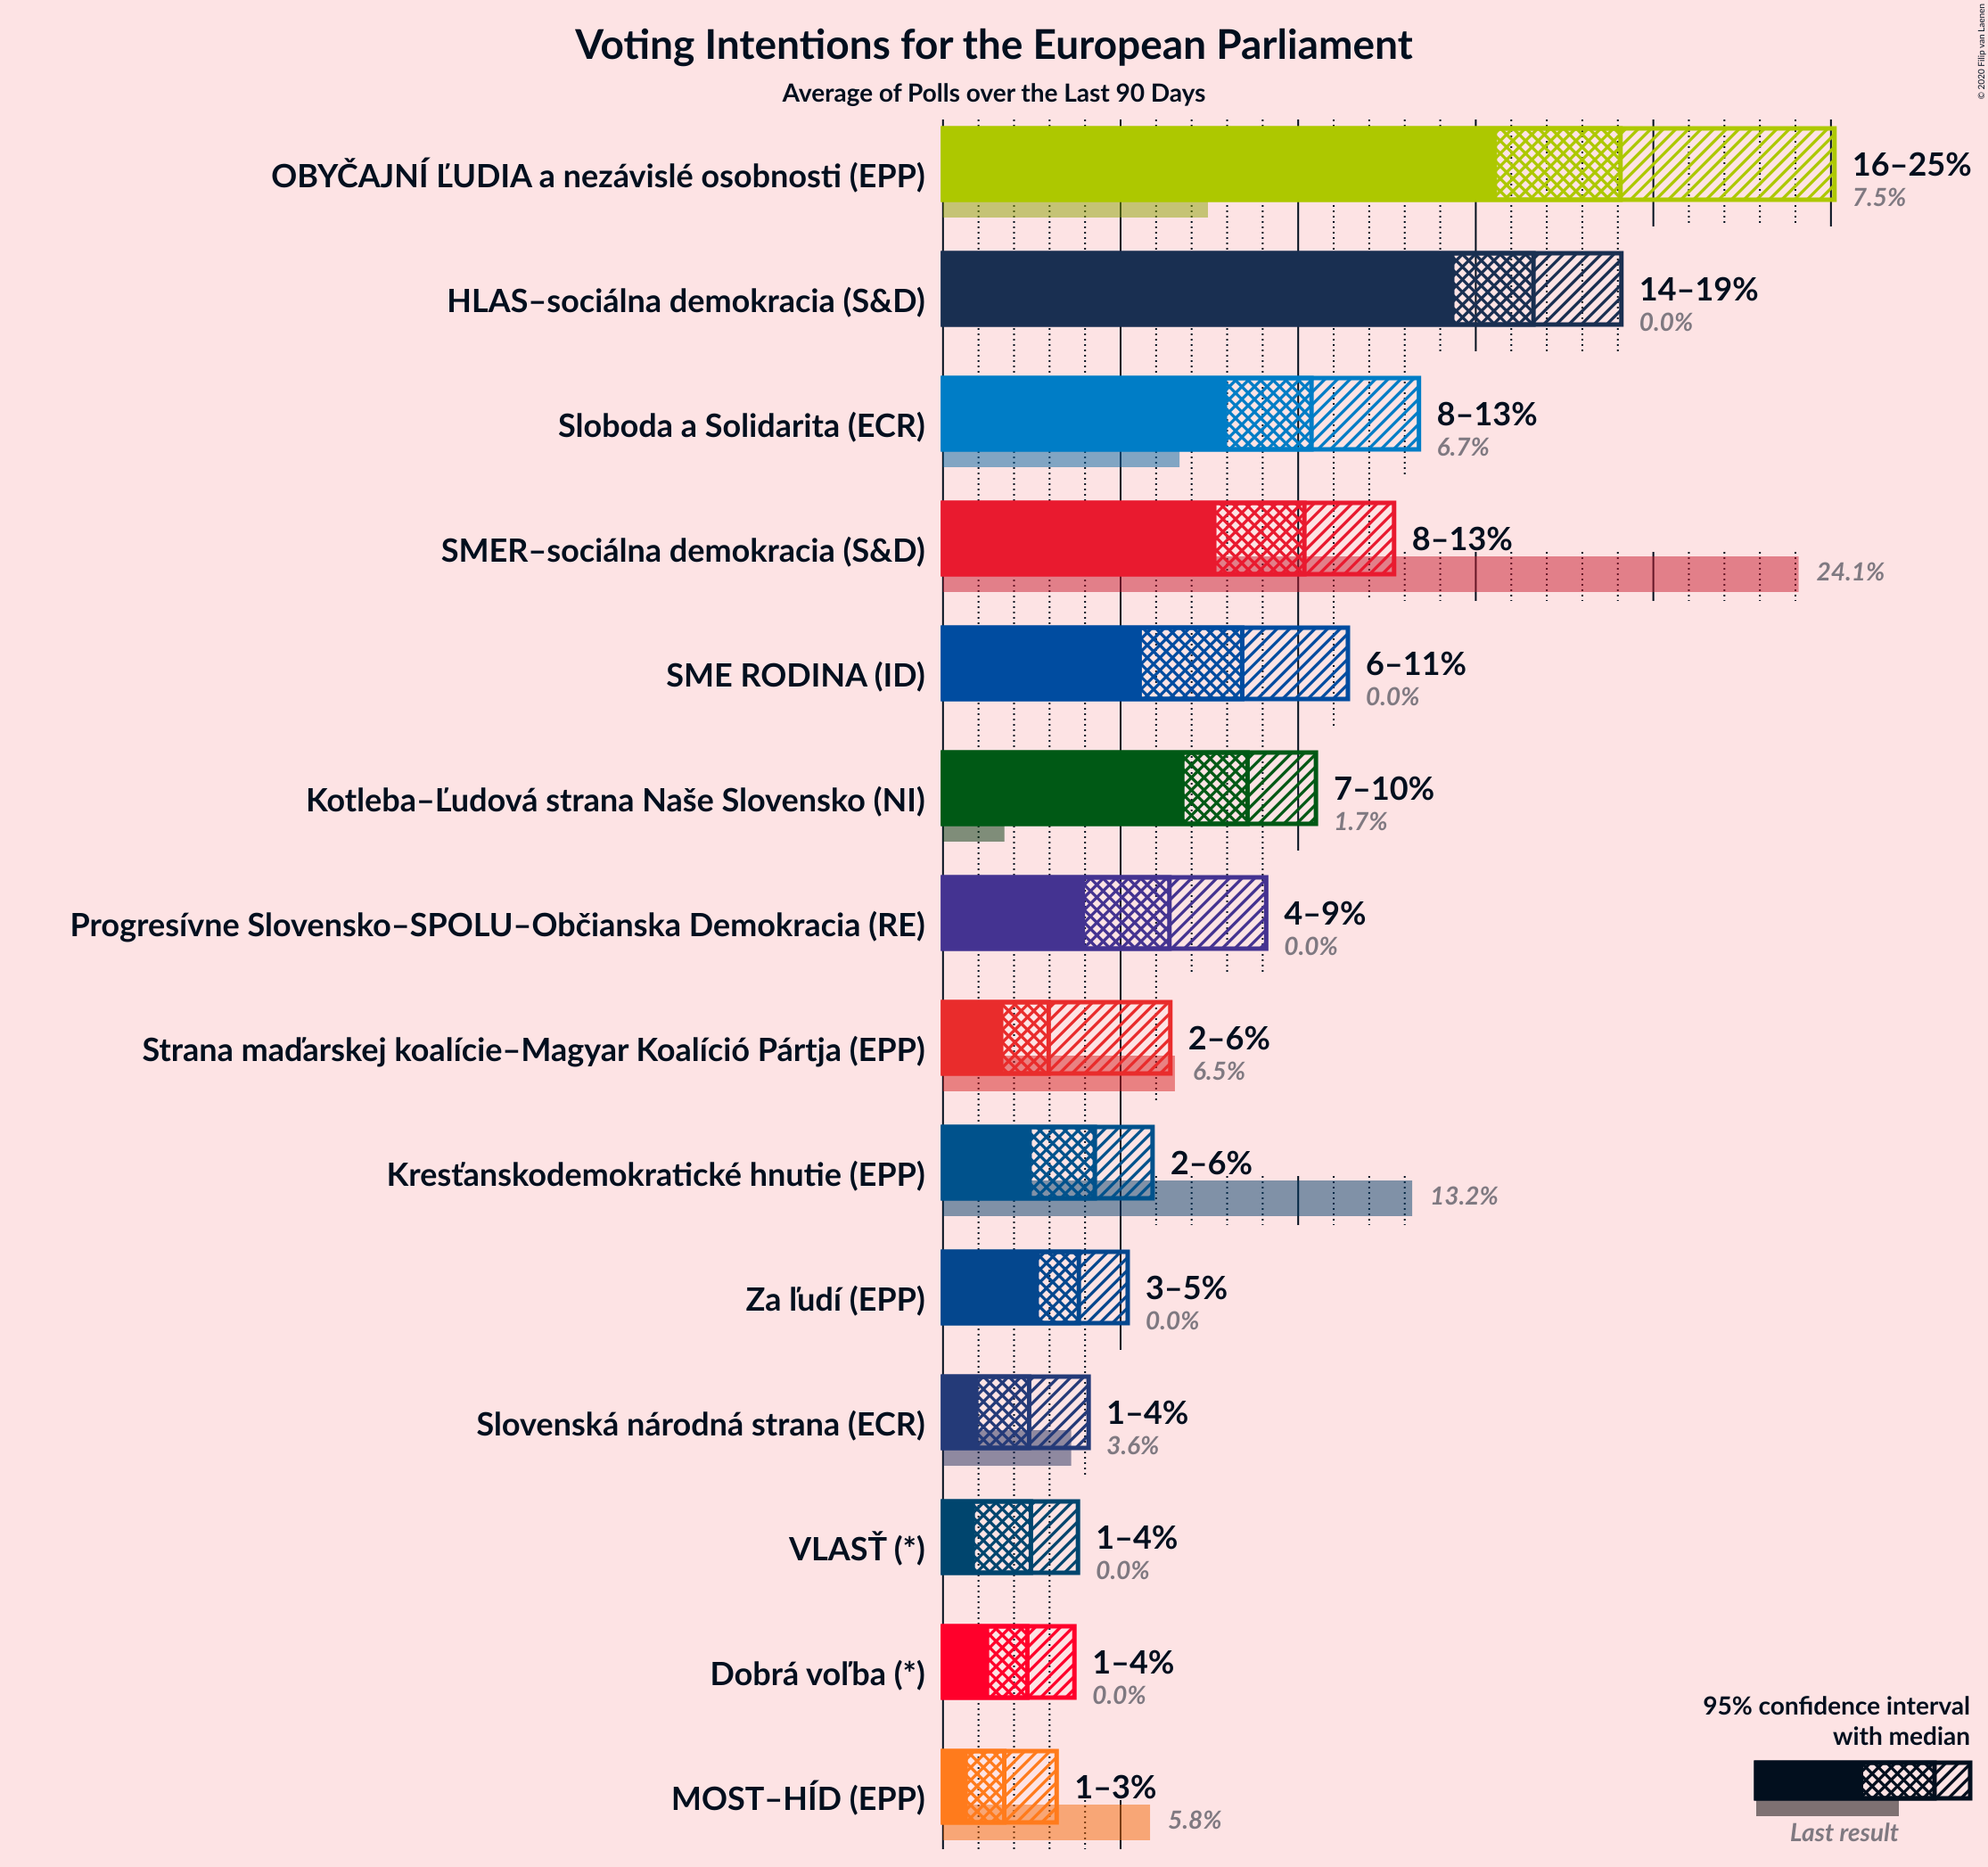 Voting Intentions for the European Parliament
Average of Polls over the Last 90 Days
© 2020 Filip van Laenen
OBYČAJNÍ ĽUDIA a nezávislé osobnosti (EPP)
16–25%
7.5%
HLAS–sociálna demokracia (S&D)
14–19%
0.0%
Sloboda a Solidarita (ECR)
8–13%
6.7%
SMER–sociálna demokracia (S&D)
8–13%
24.1%
SME RODINA (ID)
6–11%
0.0%
Kotleba–Ľudová strana Naše Slovensko (NI)
7–10%
1.7%
Progresívne Slovensko–SPOLU–Občianska Demokracia (RE)
4–9%
0.0%
Strana maďarskej koalície–Magyar Koalíció Pártja (EPP)
2–6%
6.5%
Kresťanskodemokratické hnutie (EPP)
2–6%
13.2%
Za ľudí (EPP)
3–5%
0.0%
Slovenská národná strana (ECR)
1–4%
3.6%
VLASŤ (*)
1–4%
0.0%
Dobrá voľba (*)
1–4%
0.0%
MOST–HÍD (EPP)
1–3%
5.8%
95% confidence interval
with median
Last result